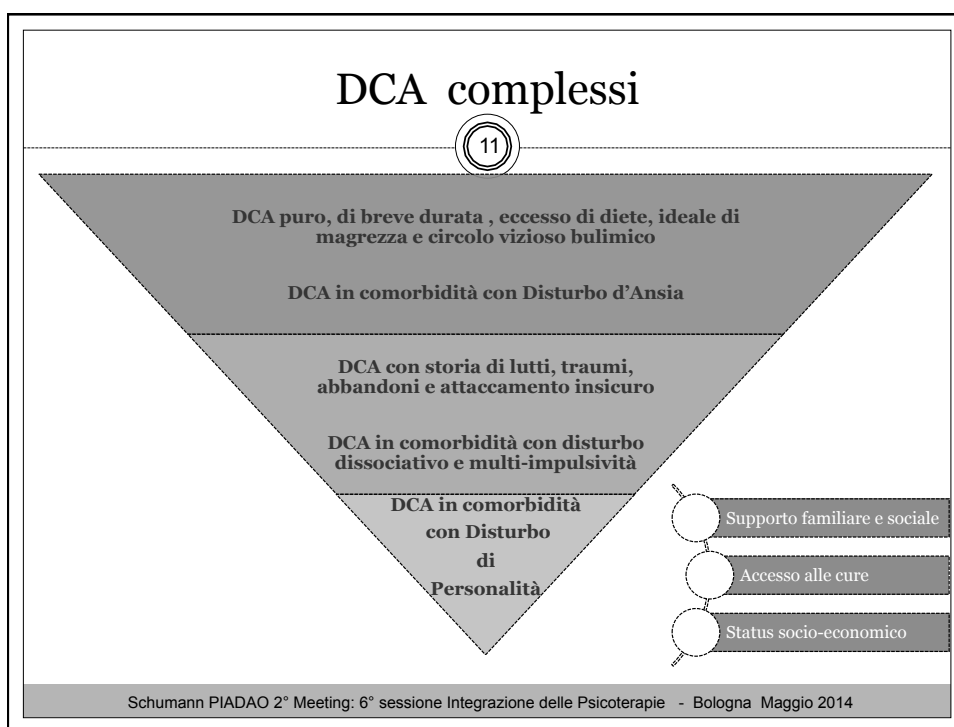 DCA complessi
11
DCA puro, di breve durata , eccesso di diete, ideale di
magrezza e circolo vizioso bulimico
DCA in comorbidità con Disturbo d'Ansia
DCA con storia di lutti, traumi,
abbandoni e attaccamento insicuro
DCA in comorbidità con disturbo
dissociativo e multi-impulsività
DCA in comorbidità
con Disturbo
di
Personalità
Supporto familiare e sociale
Accesso alle cure
Status socio-economico
Schumann PIADAO 2° Meeting: 6° sessione Integrazione delle Psicoterapie - Bologna Maggio 2014